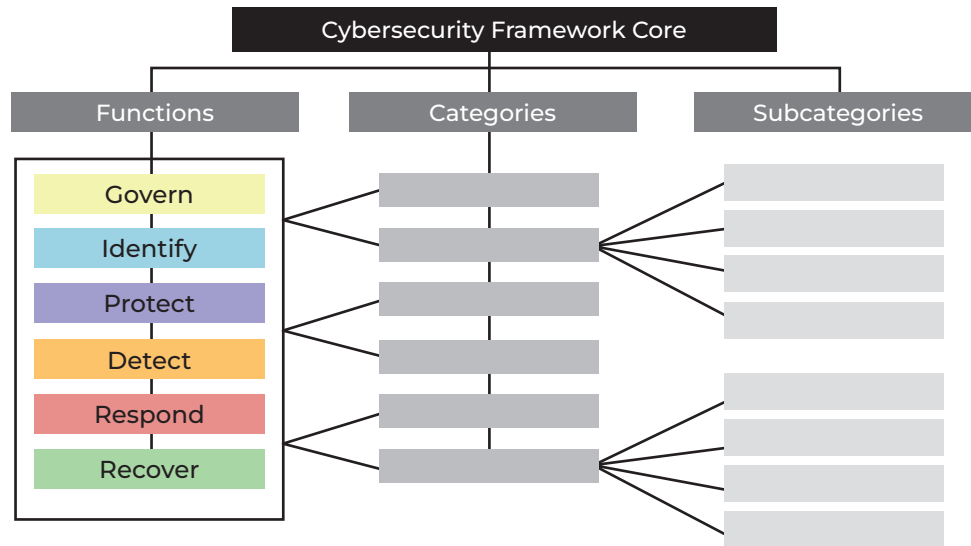 Cybersecurity Framework Core
Functions
Categories
Subcategories
Govern
Identify
Protect
Detect
Respond
Recover